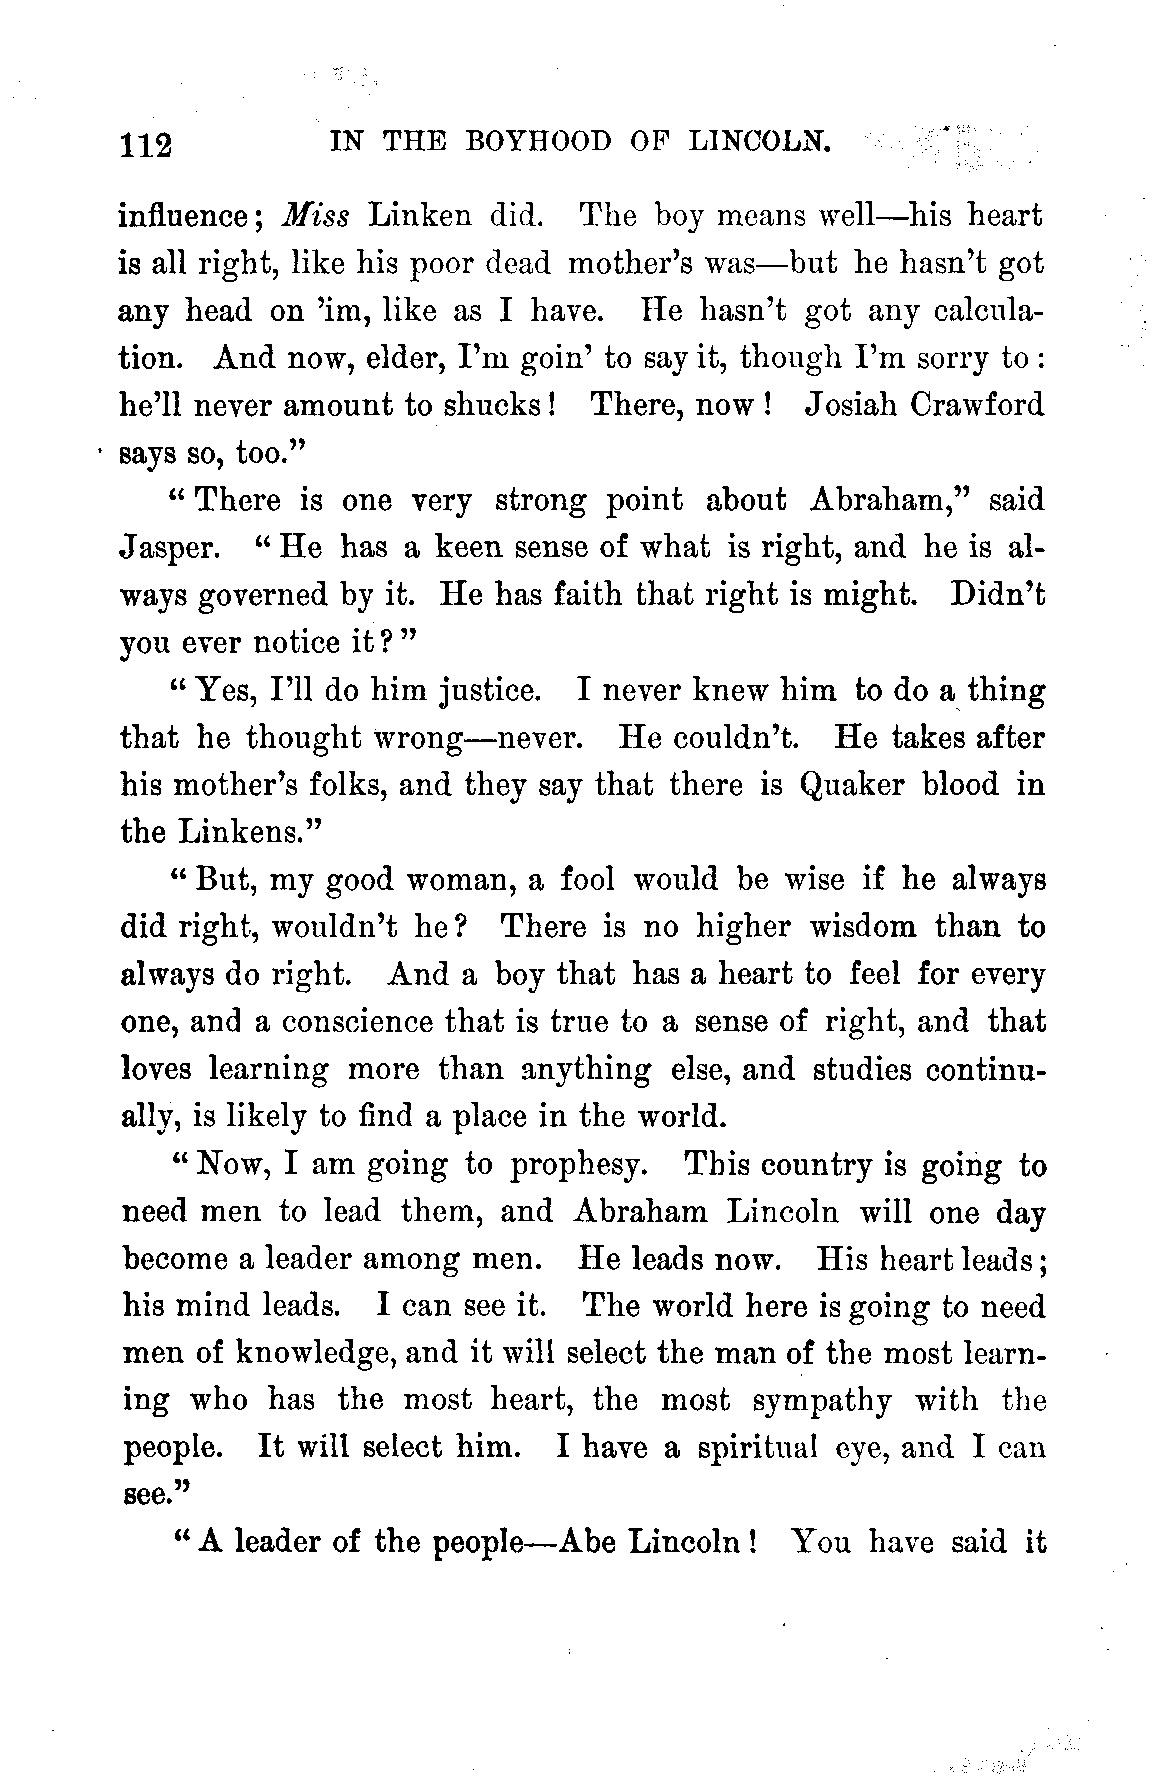 112 IN THE BOYHOOD OF LINCOLN.
influence; Miss Linken did. The boy means well—his heart
is all right, like his poor dead mother's was—but he hasn't got
any head on 'im, like as I have. He hasn't got any calcula-
tion. And now, elder, I'm goin' to say it, though I'm sorry to:
he'll never amount to shucks! There, now! Josiah Crawford
says so, too."
"There is one very strong point about Abraham," said
Jasper. "He has a keen sense of what is right, and he is al-
ways governed by it. He has faith that right is might. Didn't
you ever notice it?"
"Yes, I'll do him justice. I never knew him to do a thing
that he thought wrong—never. He couldn't. He takes after
his mother's folks, and they say that there is Quaker blood in
the Linkens."
"But, my good woman, a fool would be wise if he always
did right, wouldn't he? There is no higher wisdom than to
always do right. And a boy that has a heart to feel for every
one, and a conscience that is true to a sense of right, and that
loves learning more than anything else, and studies continu-
ally, is likely to find a place in the world.
"Now, I am going to prophesy. This country is going to
need men to lead them, and Abraham Lincoln will one day
become a leader among men. He leads now. His heart leads;
his mind leads. I can see it. The world here is going to need
men of knowledge, and it will select the man of the most learn-
ing who has the most heart, the most sympathy with the
people. It will select him. I have a spiritual eye, and I can
see."
"A leader of the people—Abe Lincoln! You have said it